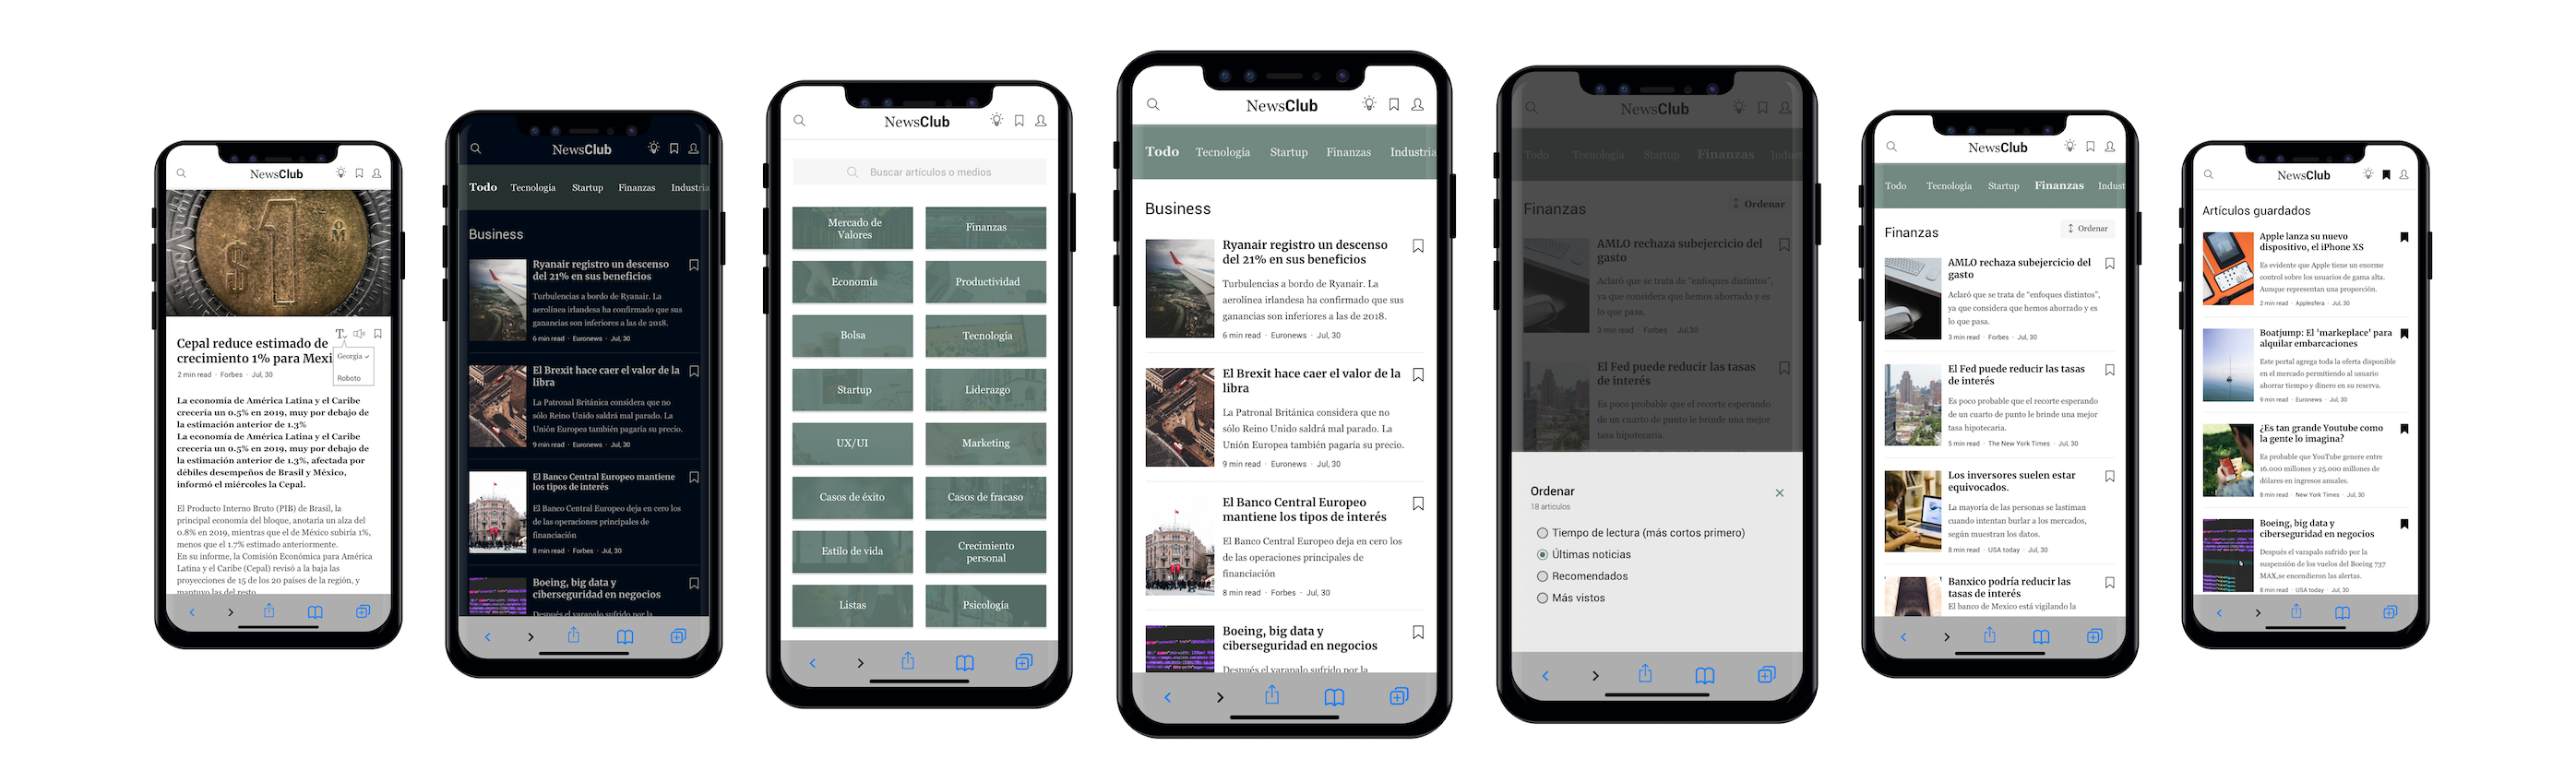 NewsClub
$ 1
OM
Cepal reduce estimado de
crecimiento 1% para Mexi
Georgia
Roboto
2 min read · Forbes · Jul, 30
La economía de América Latina y el Caribe
crecería un 0.5% en 2019, muy por debajo de
la estimación anterior de 1.3%
La economía de América Latina y el Caribe
crecería un 0.5% en 2019, muy por debajo de
la estimación anterior de 1.3%, afectada por
débiles desempeños de Brasil y México,
informó el miércoles la Cepal.
El Producto Interno Bruto (PIB) de Brasil, la
principal economía del bloque, anotaría un alza del
0.8% en 2019, mientras que el de México subiría 1%,
menos que el 1.7% estimado anteriormente.
En su informe, la Comisión Económica para América
Latina y el Caribe (Cepal) revisó a la baja las
proyecciones de 15 de los 20 países de la región, y
mantuvo las del resto
NewsClub
Todo Tecnología Startup Finanzas Industria
Business
Ryanair registro un descenso
del 21% en sus beneficios
Turbulencias a bordo de Ryanair. La
aerolínea irlandesa ha confirmado que sus
ganancias son inferiores a las de 2018.
6 min read · Euronews · Jul, 30
El Brexit hace caer el valor de la
libra
La Patronal Británica considera que no
sólo Reino Unido saldrá mal parado. La
Unión Europea también pagaría su precio.
9 min read · Euronews · Jul, 30
El Banco Central Europeo mantiene
los tipos de interés
El Banco Central Europeo deja en cero los
de las operaciones principales de
financiación
8 min read · Forbes · Jul, 30
Boeing, big data y
ciberseguridad en negocios
Después el varapalo sufrido por la
NewsClub
Buscar artículos o medios
Mercado de
Valores
Finanzas
Economía
Productividad
Bolsa
Tecnología
Startup
Liderazgo
UX/UI
Marketing
Casos de éxito
Casos de fracaso
Estilo de vida
Crecimiento
personal
Listas
Psicología
NewsClub
Todo Tecnología Startup Finanzas Industria
Business
Ryanair registro un descenso
del 21% en sus beneficios
Turbulencias a bordo de Ryanair. La
aerolínea irlandesa ha confirmado que sus
ganancias son inferiores a las de 2018.
6 min read · Euronews · Jul, 30
El Brexit hace caer el valor de la
libra
La Patronal Británica considera que no
sólo Reino Unido saldrá mal parado. La
Unión Europea también pagaría su precio.
9 min read · Euronews · Jul, 30
El Banco Central Europeo
mantiene los tipos de interés
El Banco Central Europeo deja en cero los
de las operaciones principales de
financiación
8 min read · Forbes · Jul, 30
Boeing, big data y
ciberseguridad en negocios
Después el varapalo sufrido por la
NewsClub
Todo Tecnología Startup Finanzas Indust
Finanzas
Ordenar
AMLO rechaza subejercicio del
gasto
Aclaró que se trata de "enfoques distintos",
ya que considera que hemos ahorrado y es
lo que pasa.
3 min read · Forbes · Jul,30
El Fed puede reducir las tasas
de interés
Es poco probable que el recorte esperando
de un cuarto de punto le brinde una mejor
tasa hipotecaria.
Ordenar
18 artículos
Tiempo de lectura (más cortos primero)
Últimas noticias
Recomendados
Más vistos
NewsClub
Todo Tecnología Startup Finanzas Indust
Finanzas
Ordenar
AMLO rechaza subejercicio del
gasto
Aclaró que se trata de "enfoques distintos",
ya que considera que hemos ahorrado y es
lo que pasa.
3 min read · Forbes · Jul, 30
El Fed puede reducir las tasas
de interés
Es poco probable que el recorte esperando
de un cuarto de punto le brinde una mejor
tasa hipotecaria.
5 min read · The New York Times · Jul, 30
Los inversores suelen estar
equivocados.
La mayoría de las personas se lastiman
cuando intentan burlar a los mercados,
según muestran los datos.
8 min read · USA today · Jul, 30
Banxico podría reducir las
tasas de interés
El banco de Mexico está vigilando la
NewsClub
Artículos guardados
Apple lanza su nuevo
dispositivo, el iPhone XS
Es evidente que Apple tiene un enorme
control sobre los usuarios de gama alta.
Aunque representan una proporción.
2 min read · Applesfera · Jul, 30
Boatjump: El 'markeplace' para
alquilar embarcaciones
Este portal agrega toda la oferta disponible
en el mercado permitiendo al usuario
ahorrar tiempo y dinero en su reserva.
9 min read · Euronews · Jul, 30
¿Es tan grande Youtube como
la gente lo imagina?
Es probable que YouTube genere entre
16.000 millones y 25.000 millones de
dólares en ingresos anuales.
8 min read · New York Times · Jul, 30
Boeing, big data y
ciberseguridad en negocios
Después el varapalo sufrido por la
suspensión de los vuelos del Boeing 737
MAX,se encendieron las alertas.
8 min read · USA today · Jul, 30